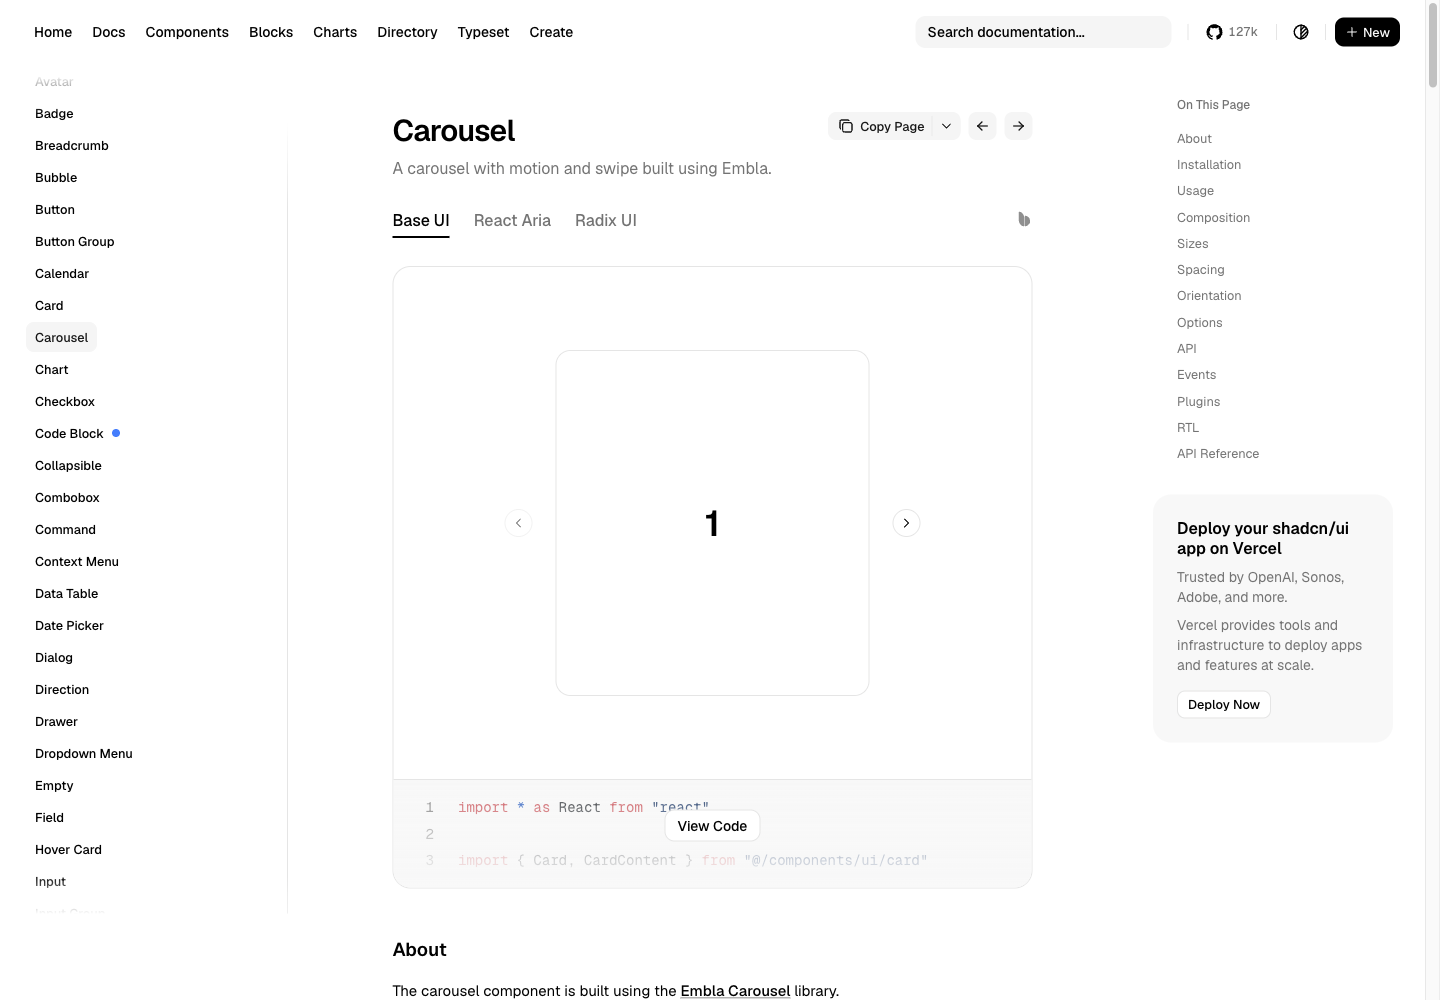 Home Docs Components Blocks Charts Directory Typeset Create
Search documentation...
127k
New
Avatar
Badge
Breadcrumb
Bubble
Button
Button Group
Calendar
Card
Carousel
Chart
Checkbox
Code Block
Collapsible
Combobox
Command
Context Menu
Data Table
Date Picker
Dialog
Direction
Drawer
Dropdown Menu
Empty
Field
Hover Card
Input
Carousel
Copy Page
A carousel with motion and swipe built using Embla.
Base UI React Aria Radix UI
1
1 import * as React from "react"
2
View Code
3 import { Card, CardContent } from "@/components/ui/card"
About
The carousel component is built using the Embla Carousel library.
On This Page
About
Installation
Usage
Composition
Sizes
Spacing
Orientation
Options
API
Events
Plugins
RTL
API Reference
Deploy your shadcn/ui
app on Vercel
Trusted by OpenAI, Sonos,
Adobe, and more.
Vercel provides tools and
infrastructure to deploy apps
and features at scale.
Deploy Now